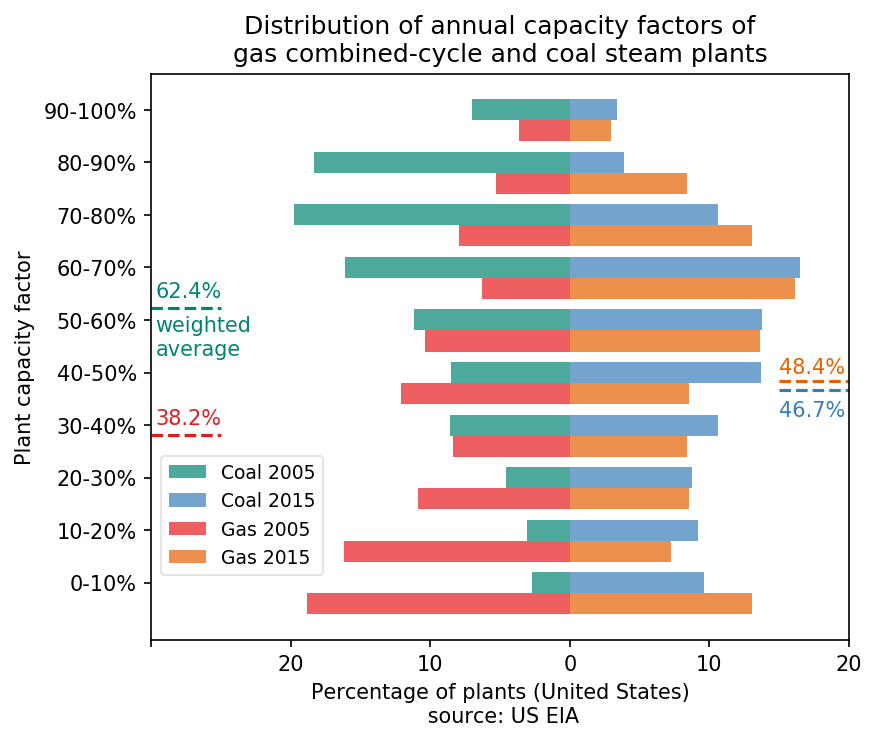 Distribution of annual capacity factors of
gas combined-cycle and coal steam plants
Plant capacity factor
90-100%
80-90%
70-80%
60-70%
50-60%
40-50%
30-40%
20-30%
10-20%
0-10%
62.4%
weighted
average
38.2%
48.4%
46.7%
Coal 2005
Coal 2015
Gas 2005
Gas 2015
20 10 0 10 20
Percentage of plants (United States)
source: US EIA